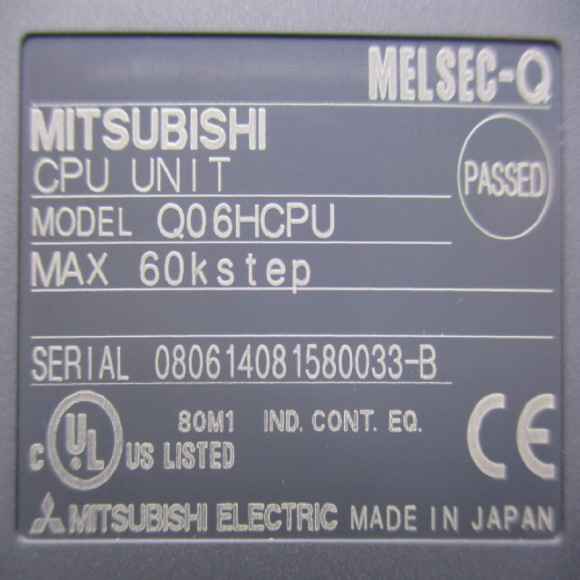 MELSEC-Q
MITSUBISHI
CPU UNIT
PASSED
MODEL Q06HCPU
MAX 60kstep
SERIAL 080614081580033-B
80M1 IND. CONT. EQ.
C UL US LISTED
CE
MITSUBISHI ELECTRIC MADE IN JAPAN